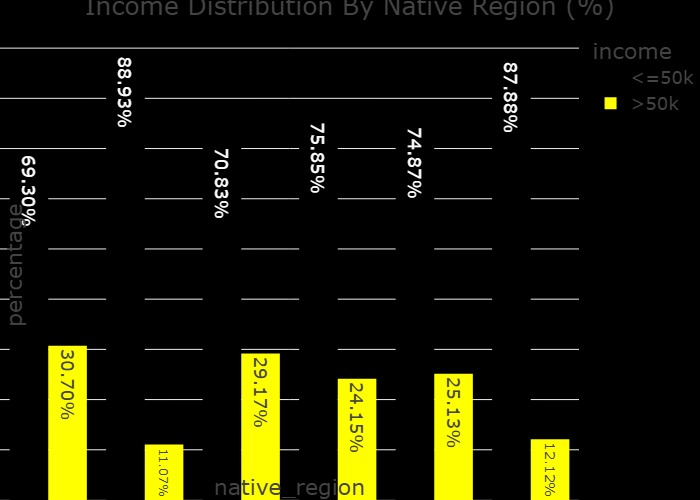 Income Distribution By Native Region (%)
income
<=50k
>50k
69.30%
88.93%
70.83%
75.85%
74.87%
87.88%
percentage
30.70%
11.07%
29.17%
24.15%
25.13%
12.12%
native_region